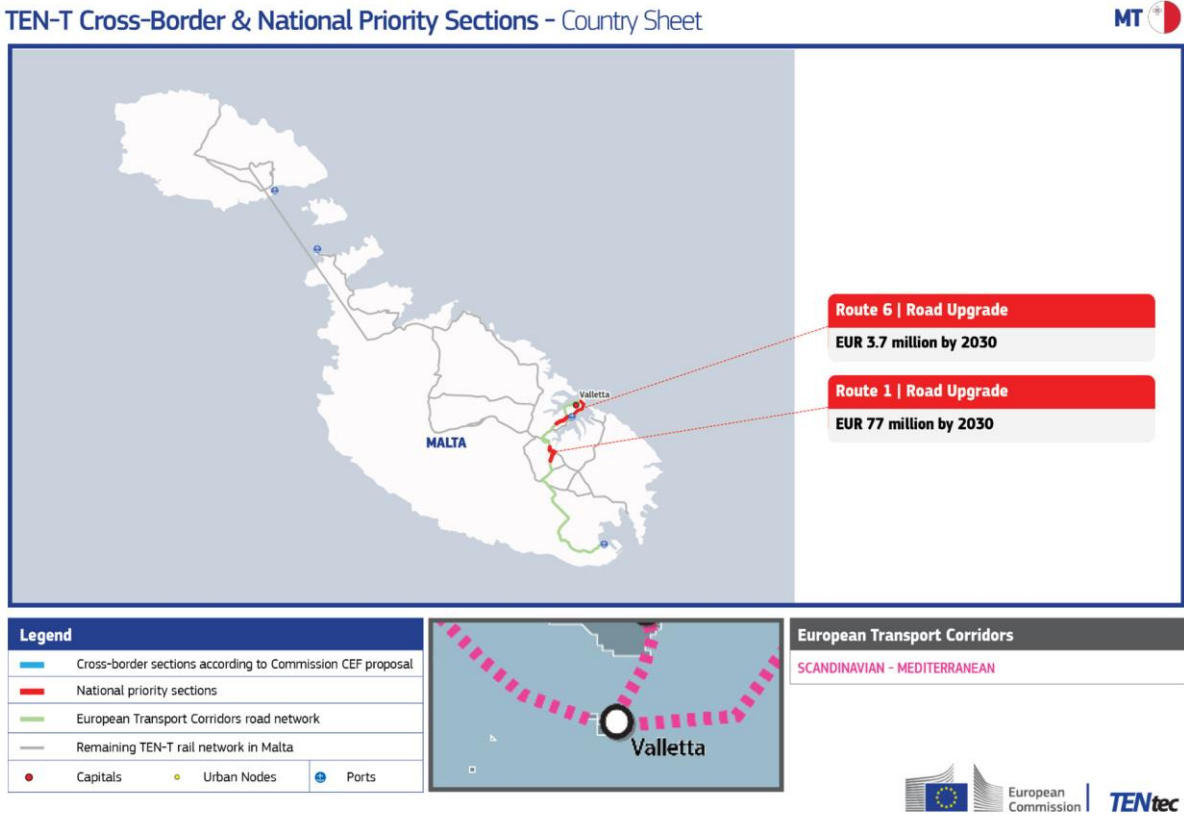 TEN-T Cross-Border & National Priority Sections - Country Sheet
MT
Valletta
MALTA
Route 6 | Road Upgrade
EUR 3.7 million by 2030
Route 1 | Road Upgrade
EUR 77 million by 2030
Legend
Cross-border sections according to Commission CEF proposal
National priority sections
European Transport Corridors road network
Remaining TEN-T rail network in Malta
Capitals
Urban Nodes
Ports
Valletta
European Transport Corridors
SCANDINAVIAN - MEDITERRANEAN
European
Commission
TENtec